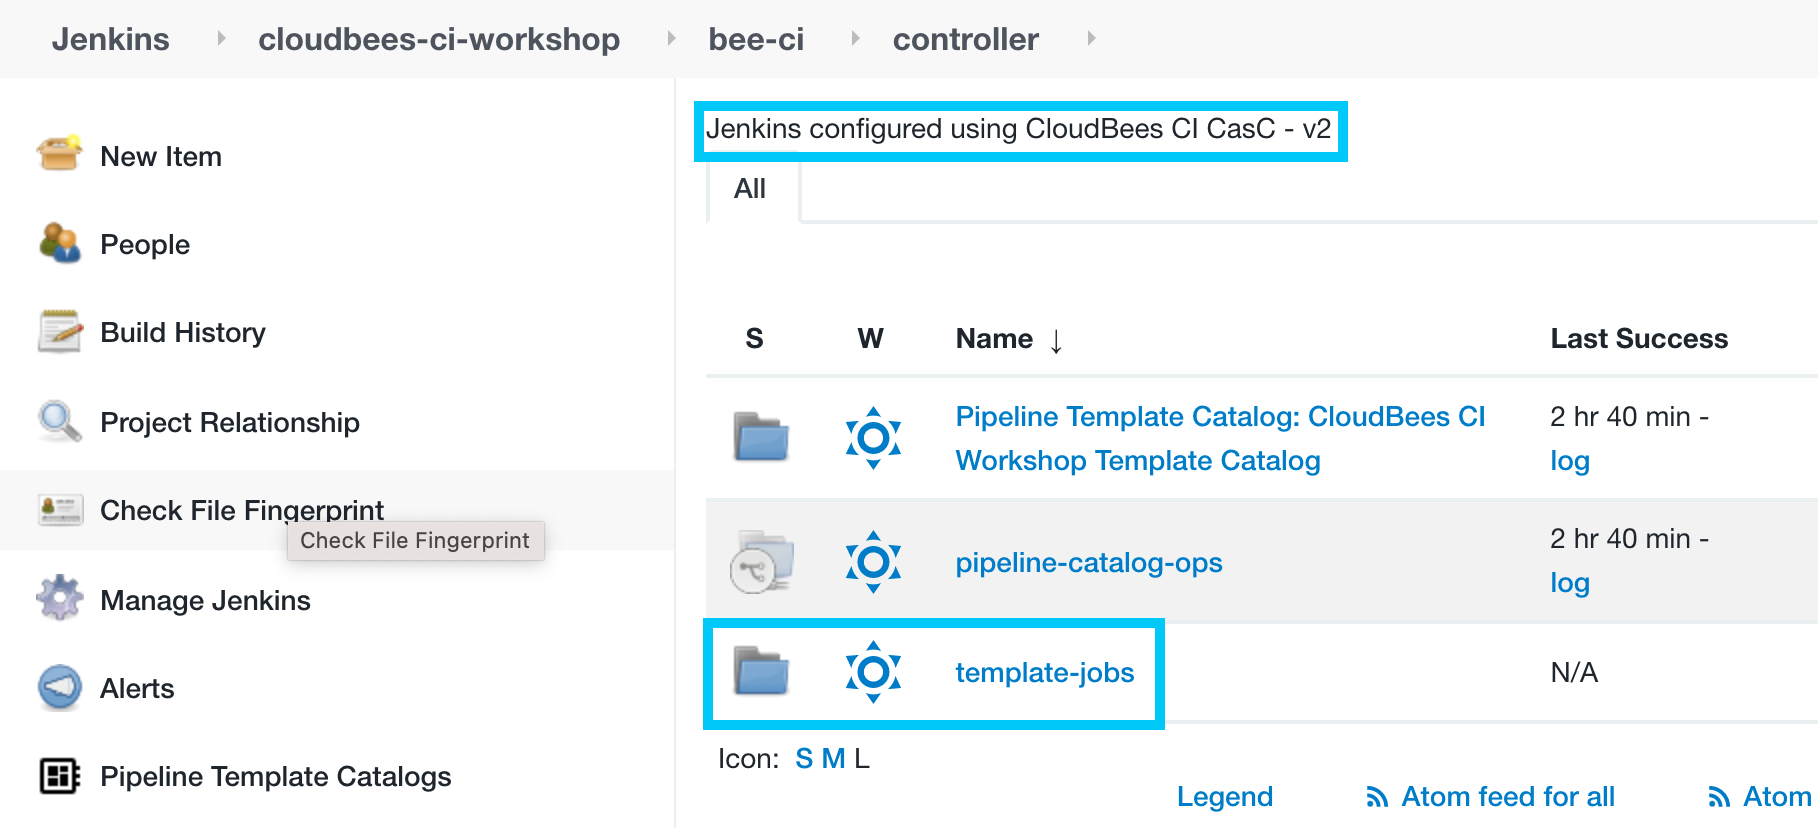 Jenkins cloudbees-ci-workshop bee-ci controller
New Item
People
Build History
Project Relationship
Check File Fingerprint
Check File Fingerprint
Manage Jenkins
Alerts
Pipeline Template Catalogs
Jenkins configured using CloudBees CI CasC - v2
All
S W Name ↓ Last Success
Pipeline Template Catalog: CloudBees CI
Workshop Template Catalog
2 hr 40 min -
log
pipeline-catalog-ops
2 hr 40 min -
log
template-jobs N/A
Icon: S M L
Legend Atom feed for all Atom